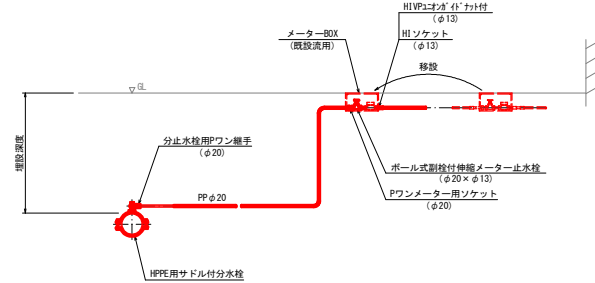 HIVPユニオンガイドナット付
(φ13)
メーターBOX
(既設流用)
HIソケット
(φ13)
移設
GL
埋設深度
分止水栓用Pワン継手
(φ20)
PPφ20
ボール式副栓付伸縮メーター止水栓
(φ20×φ13)
Pワンメーター用ソケット
(φ20)
HPPE用サドル付分水栓